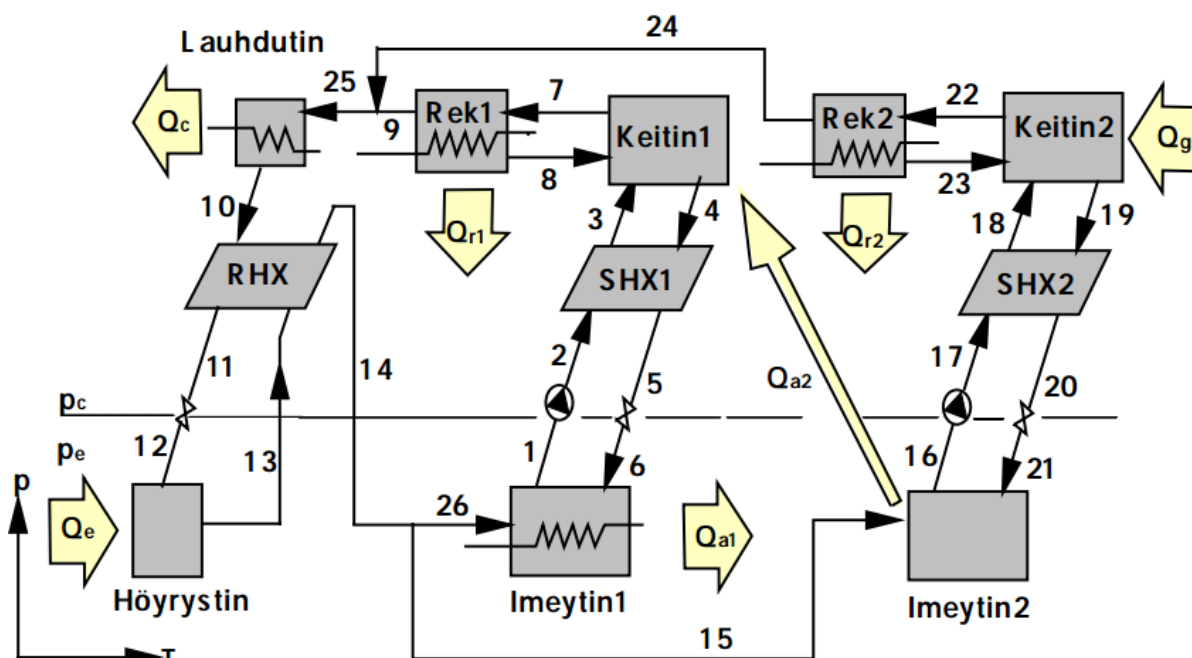 24
Lauhdutin
25
7
22
Qc
Rek1
Keitin1
Rek2
Keitin2
Qg
9
8
23
10
3
4
18
19
Qr1
Qr2
RHX
SHX1
SHX2
11
14
2
5
Qa2
17
20
pc
pe
12
13
1
6
16
21
p
Qe
26
Qa1
Höyrystin
Imeytin1
Imeytin2
15
T